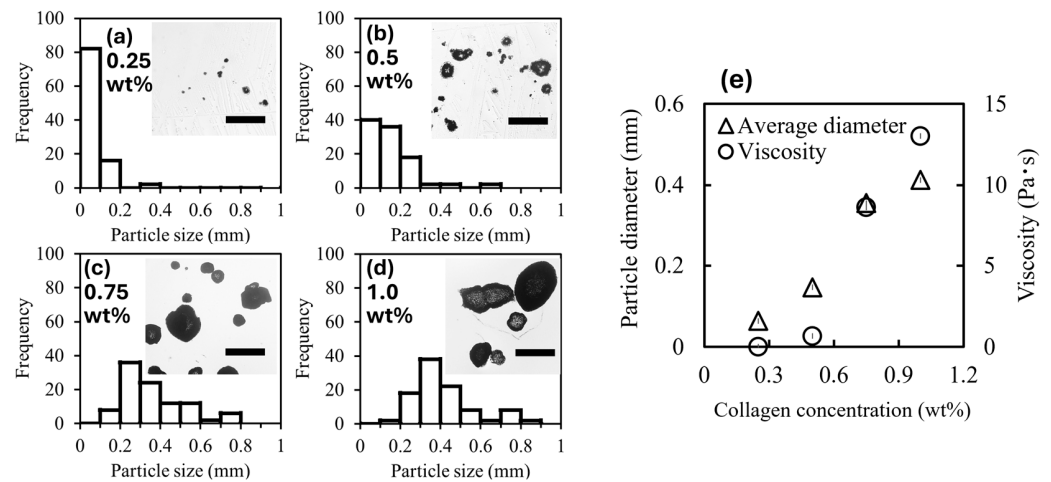 (a)
0.25
wt%
Frequency
100
80
60
40
20
0
0 0.2 0.4 0.6 0.8 1
Particle size (mm)
(b)
0.5
wt%
Frequency
100
80
60
40
20
0
0 0.2 0.4 0.6 0.8 1
Particle size (mm)
(c)
0.75
wt%
Frequency
100
80
60
40
20
0
0 0.2 0.4 0.6 0.8 1
Particle size (mm)
(d)
1.0
wt%
Frequency
100
80
60
40
20
0
0 0.2 0.4 0.6 0.8 1
Particle size (mm)
(e)
Particle diameter (mm)
0.6
0.4
0.2
0
Average diameter
Viscosity
15
10
5
0
Viscosity (Pa・s)
0 0.3 0.6 0.9 1.2
Collagen concentration (wt%)